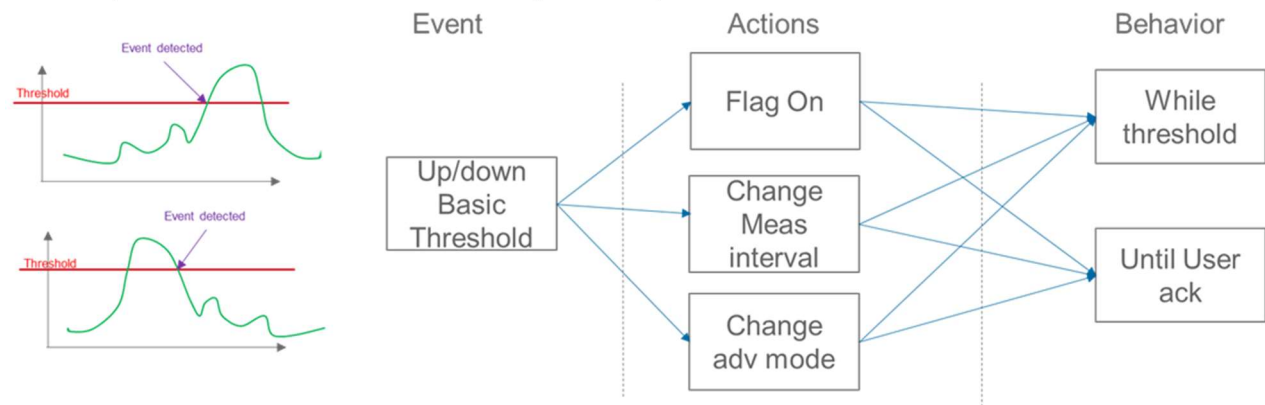 Event detected
Threshold
Event detected
Threshold
Event
Actions
Behavior
Up/down
Basic
Threshold
Flag On
Change
Meas
interval
Change
adv mode
While
threshold
Until User
ack